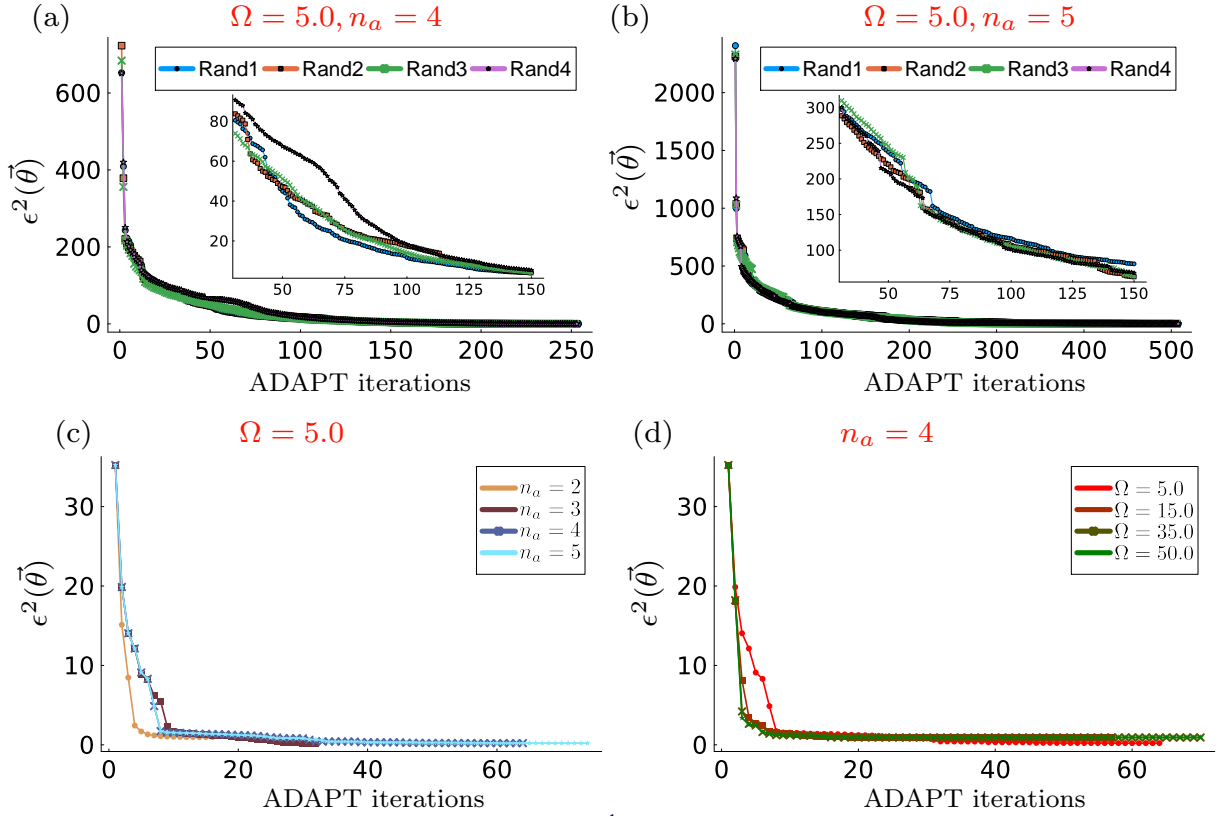 (a)
Ω = 5.0, n_a = 4
ϵ²(θ⃗)
600
400
200
0
Rand1 Rand2 Rand3 Rand4
80
60
40
20
50 75 100 125 150
0 50 100 150 200 250
ADAPT iterations
(b)
Ω = 5.0, n_a = 5
ϵ²(θ⃗)
2000
1500
1000
500
0
Rand1 Rand2 Rand3 Rand4
300
250
200
150
100
50 75 100 125 150
0 100 200 300 400 500
ADAPT iterations
(c)
Ω = 5.0
ϵ²(θ⃗)
30
20
10
0
n_a = 2
n_a = 3
n_a = 4
n_a = 5
0 20 40 60
ADAPT iterations
(d)
n_a = 4
ϵ²(θ⃗)
30
20
10
0
Ω = 5.0
Ω = 15.0
Ω = 35.0
Ω = 50.0
0 20 40 60
ADAPT iterations